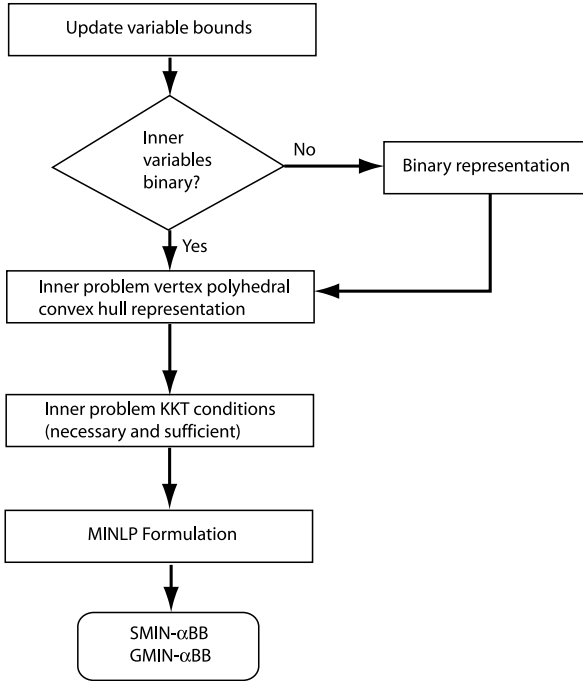 Update variable bounds
Inner
variables
binary?
No
Binary representation
Yes
Inner problem vertex polyhedral
convex hull representation
Inner problem KKT conditions
(necessary and sufficient)
MINLP Formulation
SMIN-αBB
GMIN-αBB